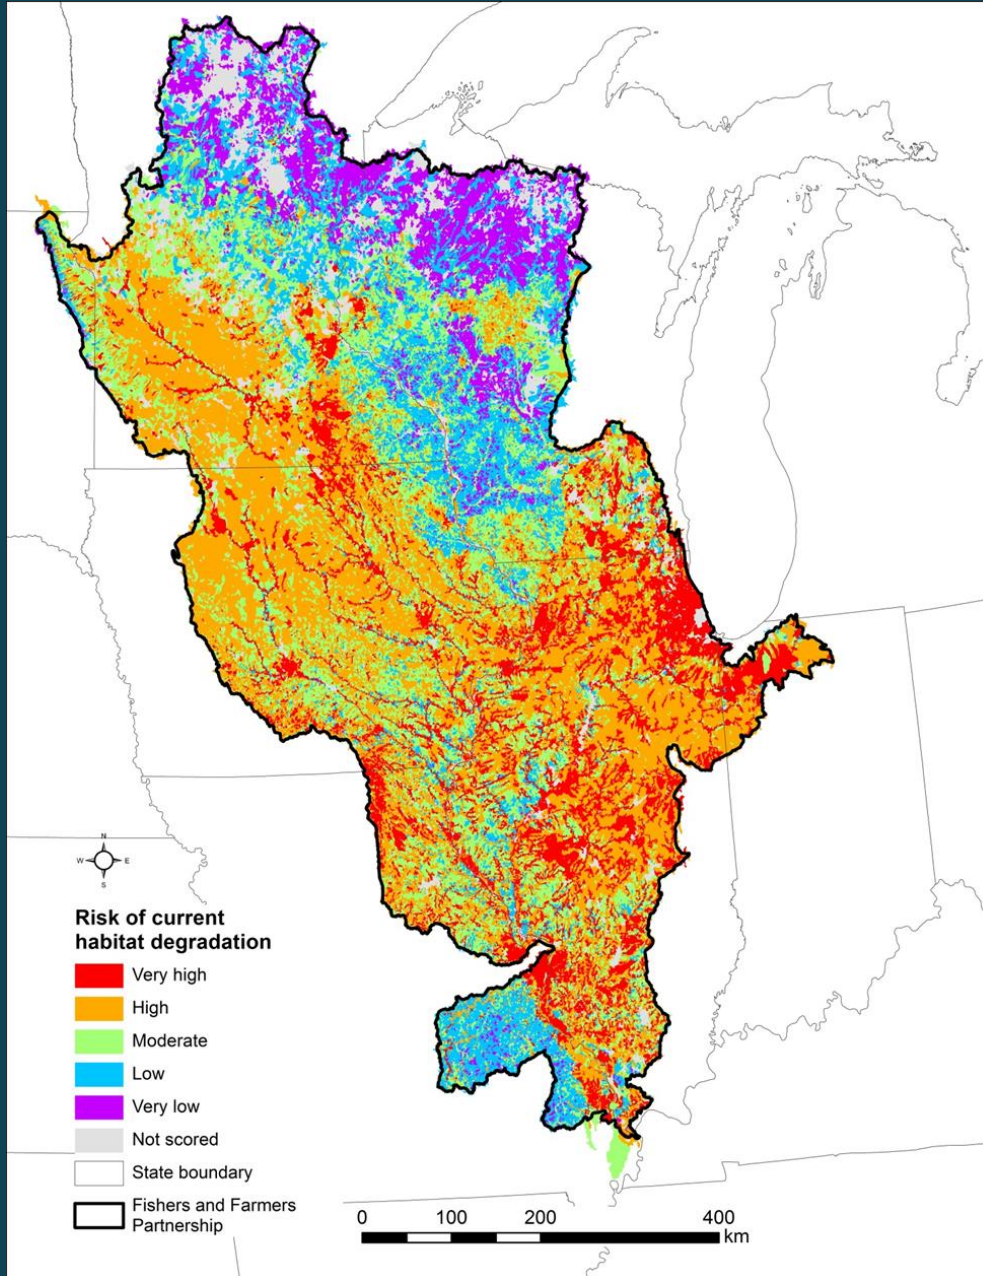 N
W E
S
Risk of current
habitat degradation
Very high
High
Moderate
Low
Very low
Not scored
State boundary
Fishers and Farmers
Partnership
0 100 200 400
km